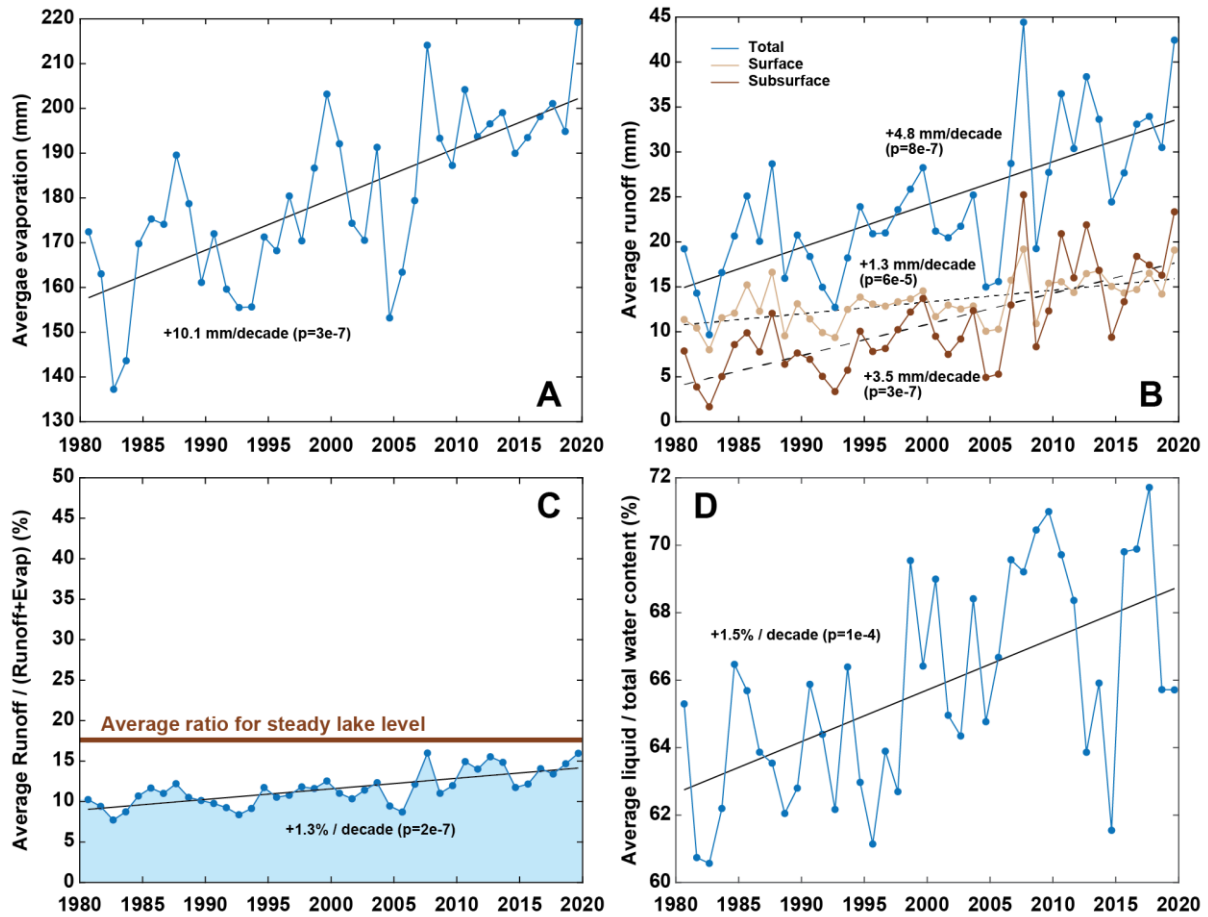 Avergae evaporation (mm)
220
210
200
190
180
170
160
150
140
130
+10.1 mm/decade (p=3e-7)
A
1980 1985 1990 1995 2000 2005 2010 2015 2020
Average runoff (mm)
45
40
35
30
25
20
15
10
5
0
Total
Surface
Subsurface
+4.8 mm/decade
(p=8e-7)
+1.3 mm/decade
(p=6e-5)
+3.5 mm/decade
(p=3e-7)
B
1980 1985 1990 1995 2000 2005 2010 2015 2020
Average Runoff / (Runoff+Evap) (%)
50
45
40
35
30
25
20
15
10
5
0
C
Average ratio for steady lake level
+1.3% / decade (p=2e-7)
1980 1985 1990 1995 2000 2005 2010 2015 2020
Average liquid / total water content (%)
72
70
68
66
64
62
60
D
+1.5% / decade (p=1e-4)
1980 1985 1990 1995 2000 2005 2010 2015 2020